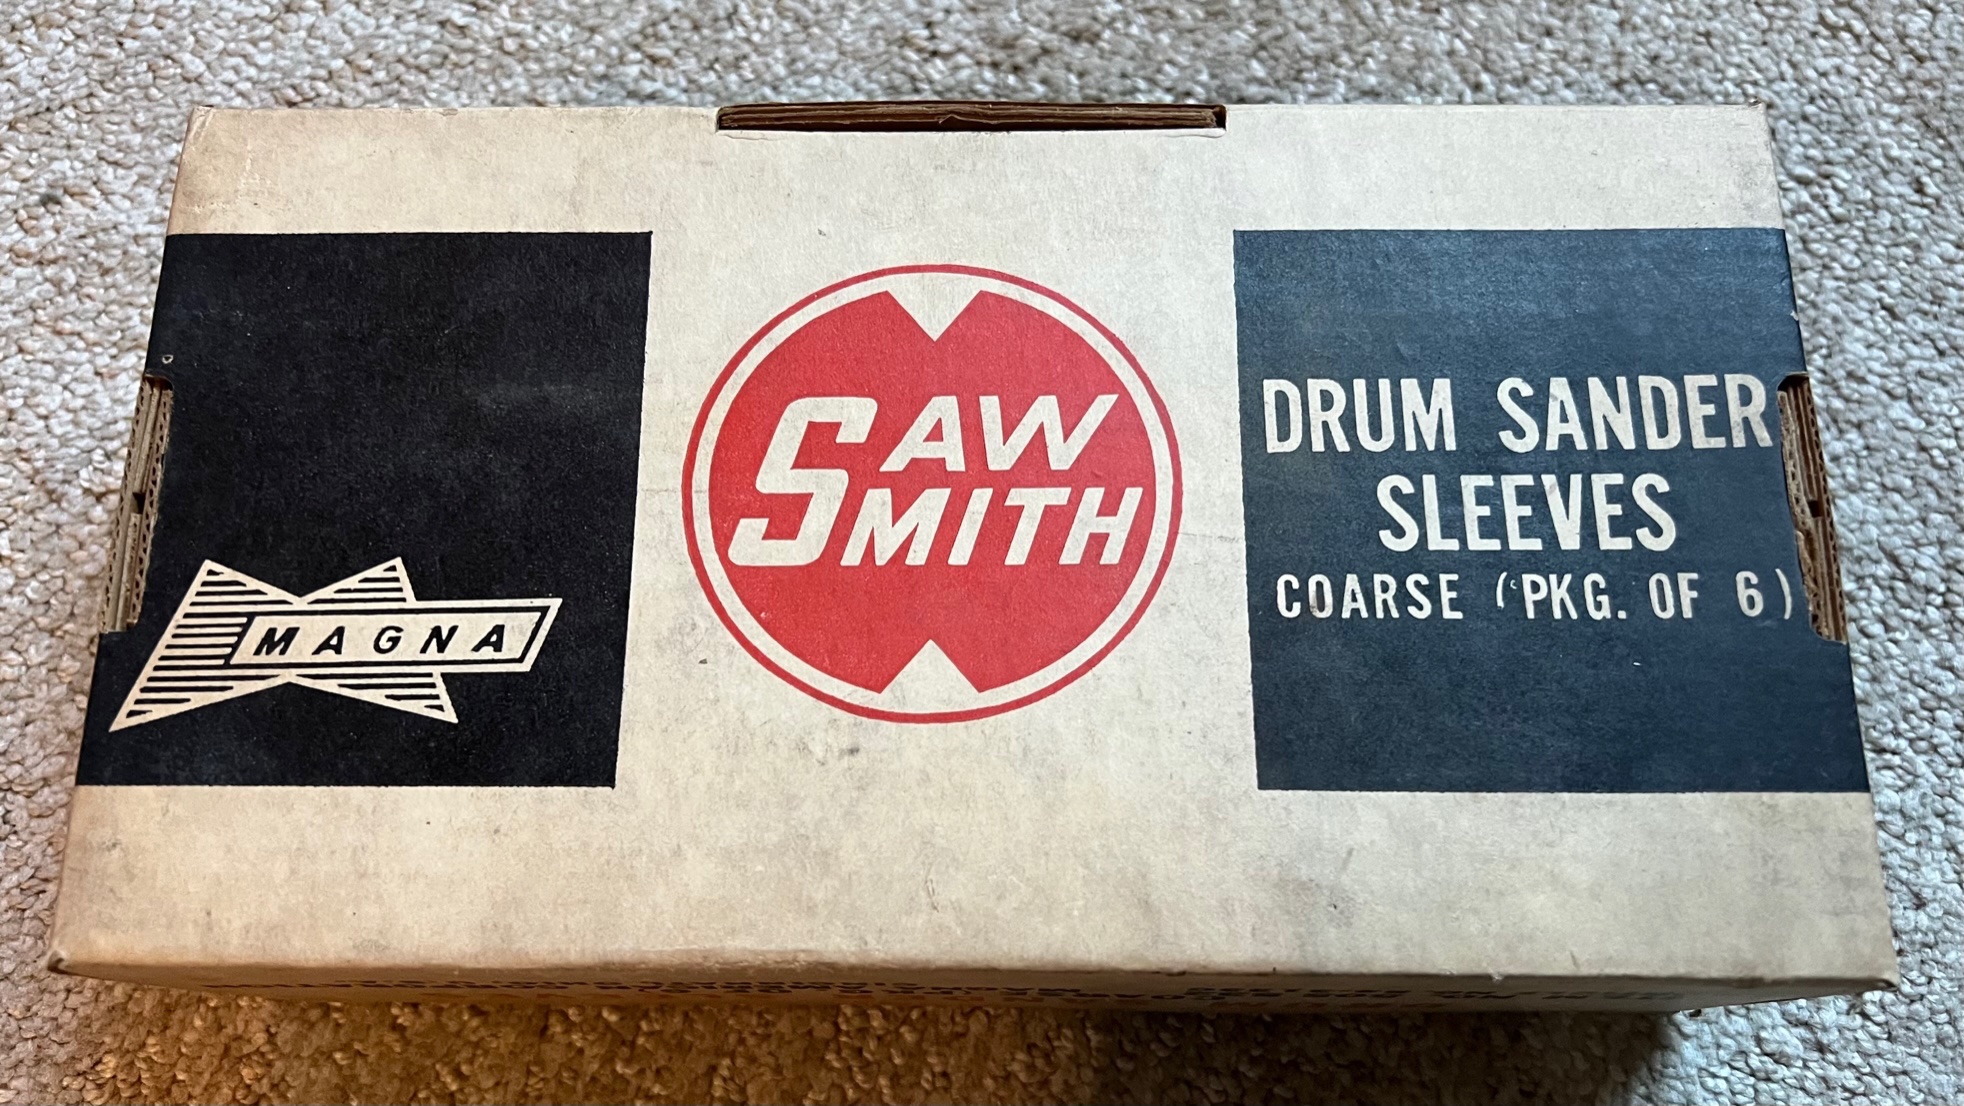 MAGNA
SAW
SMITH
DRUM SANDER
SLEEVES
COARSE (PKG. OF 6)